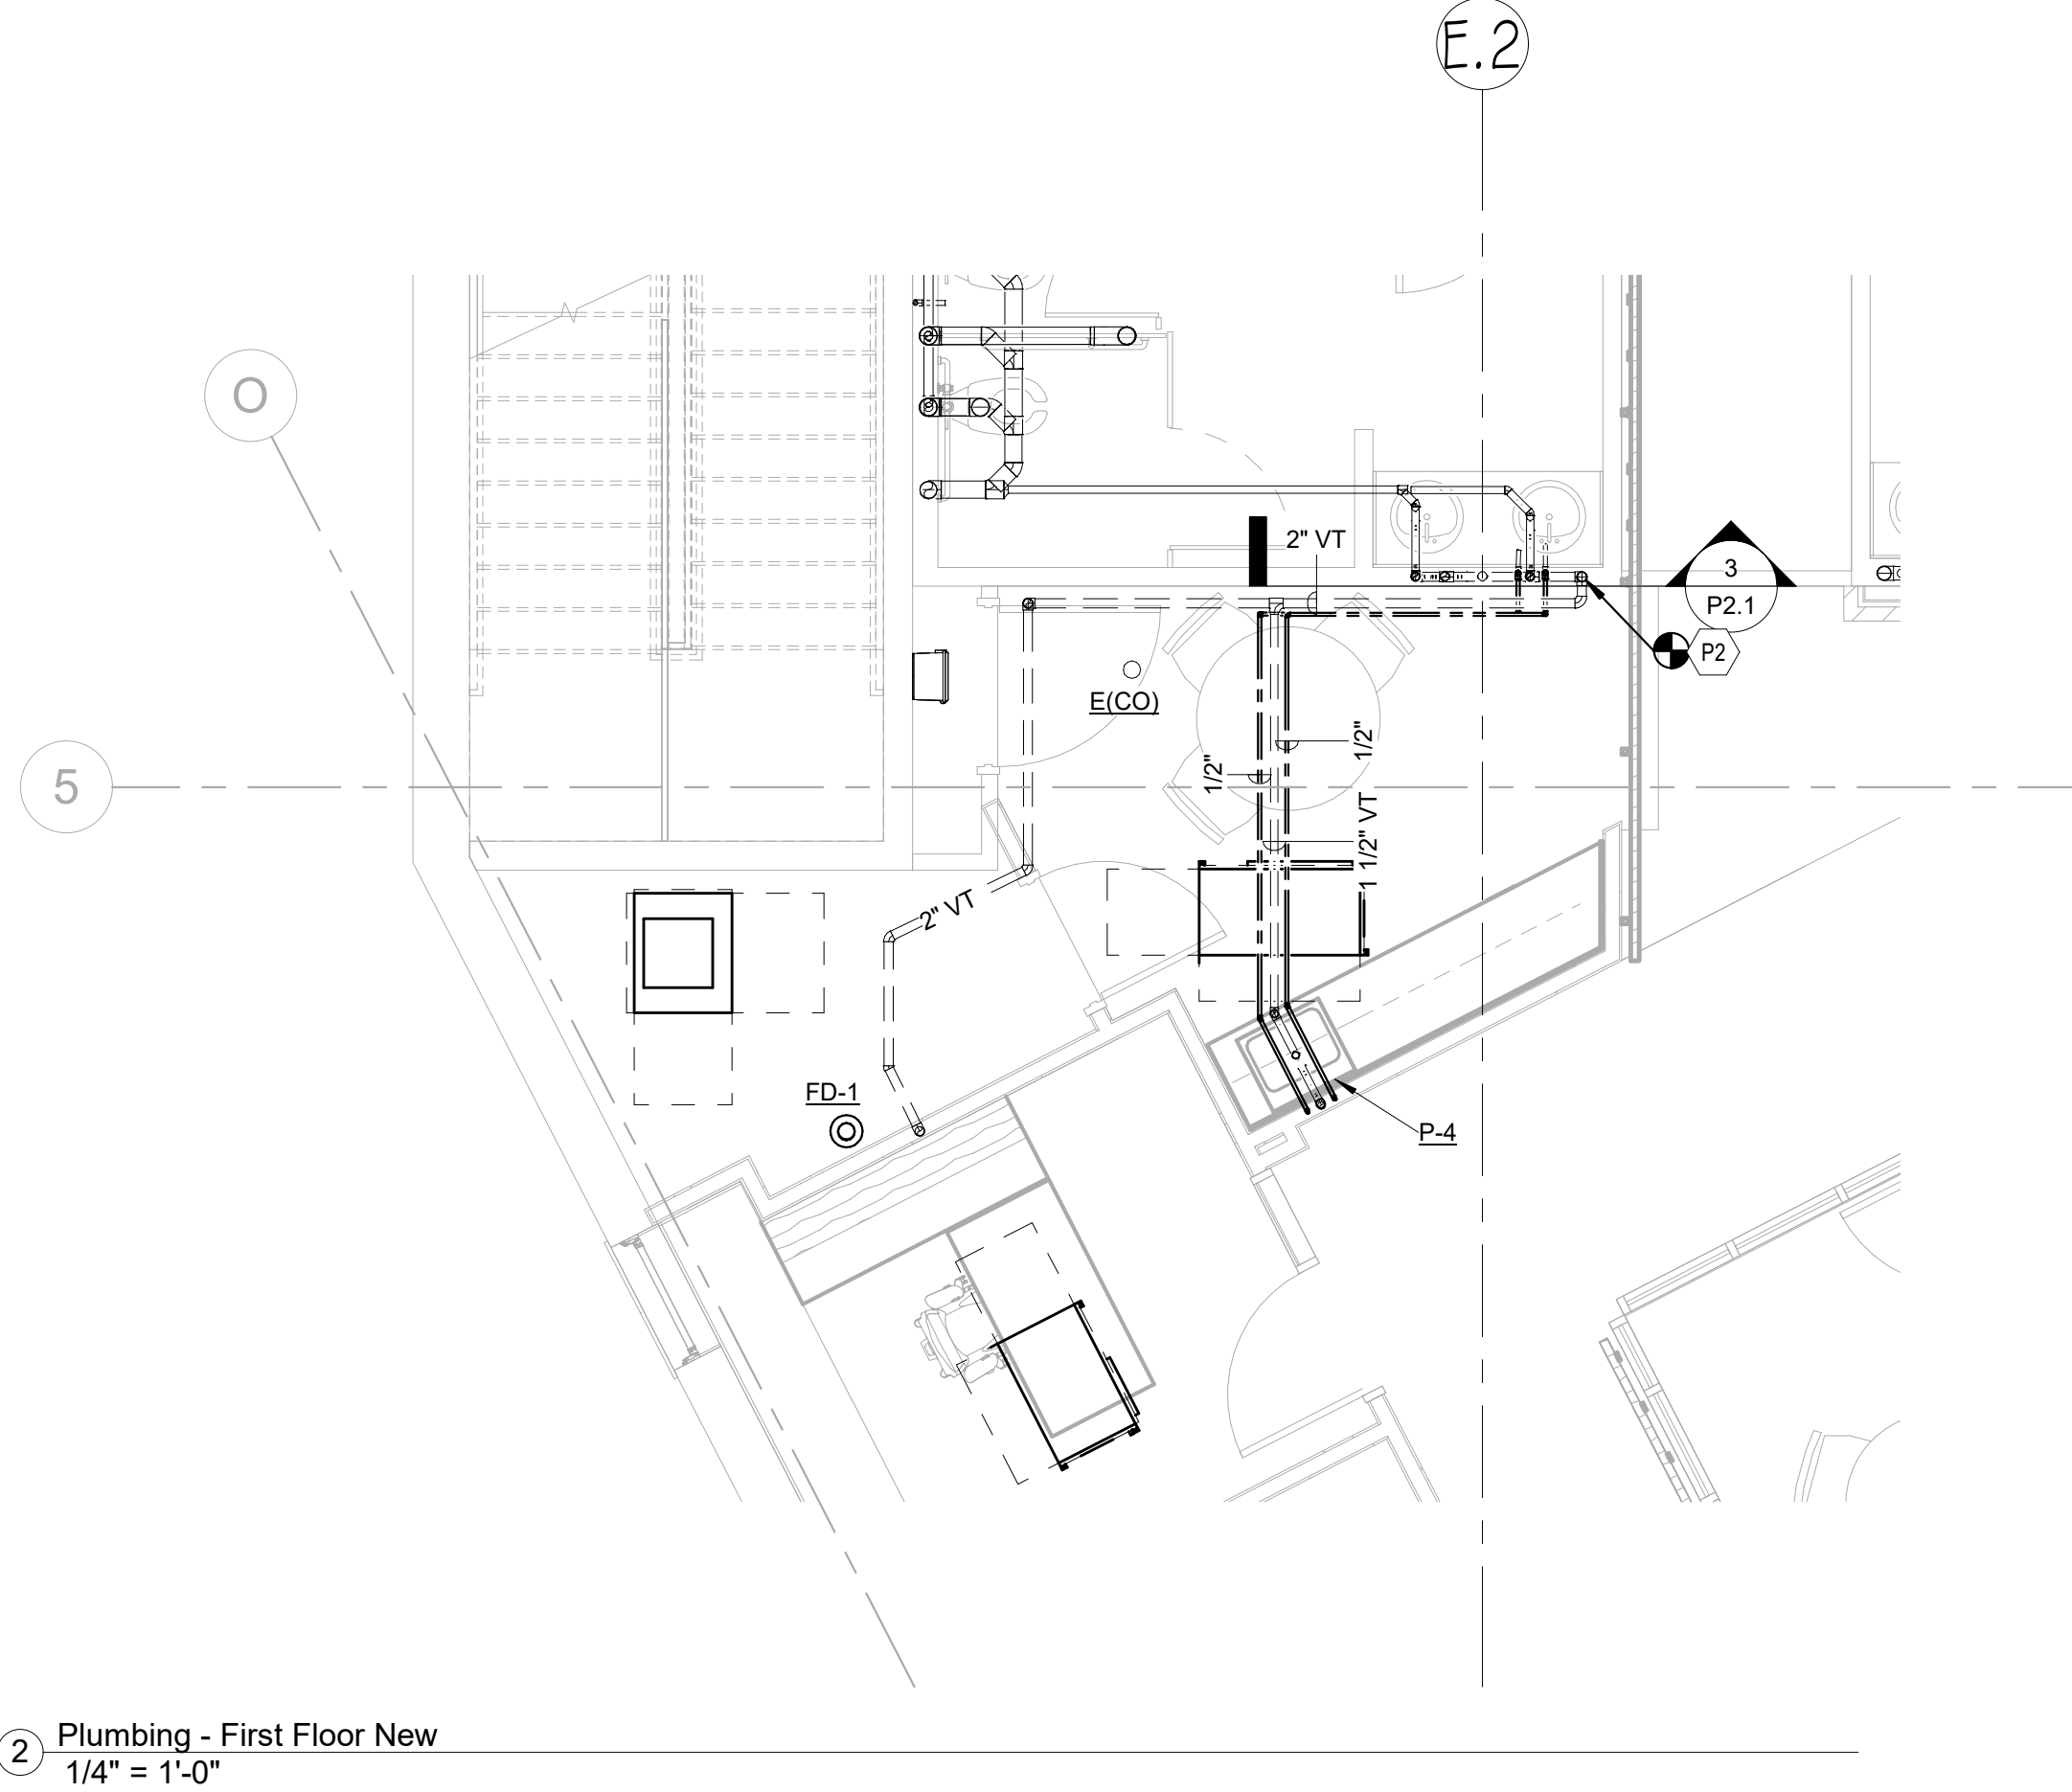 E.2
O
2" VT
3
P2.1
P2
E(CO)
1/2"
1/2"
5
1 1/2" VT
2" VT
FD-1
P-4
2
Plumbing - First Floor New
1/4" = 1'-0"